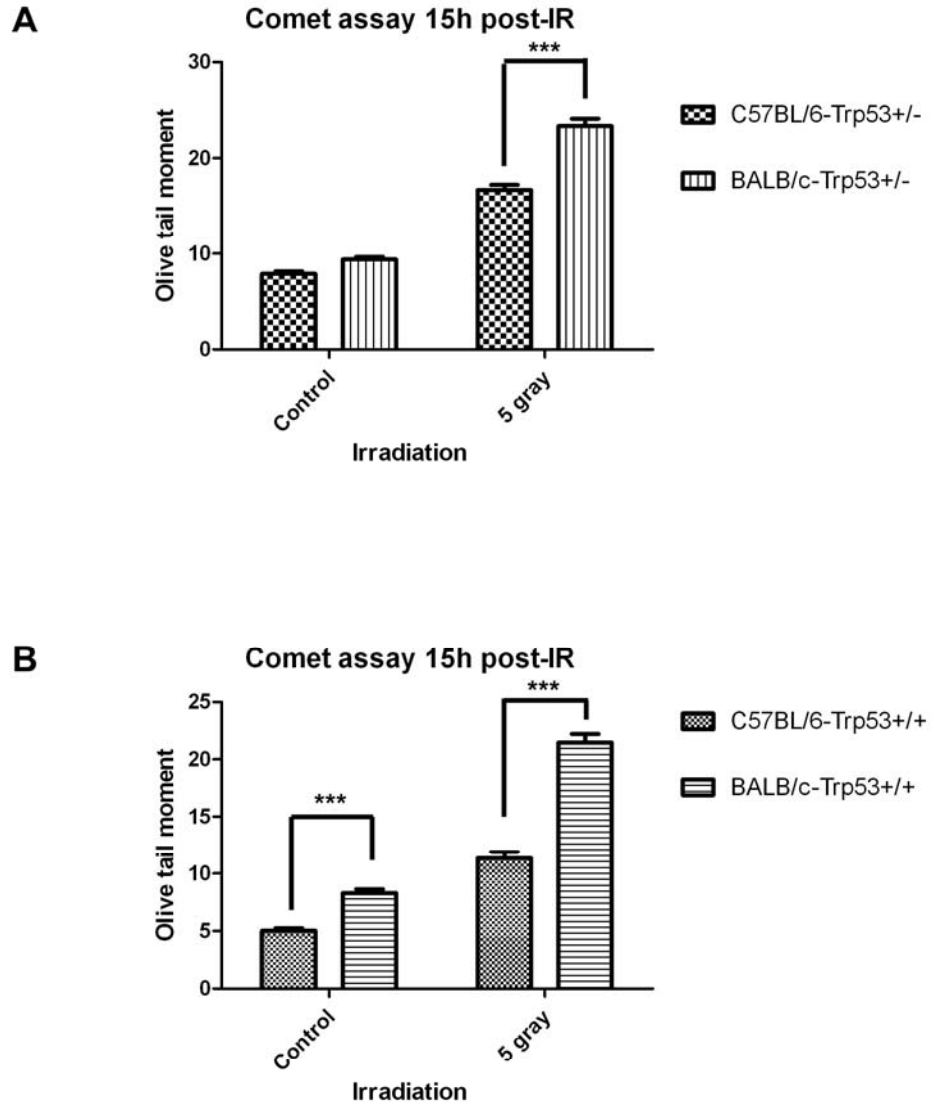 A
Comet assay 15h post-IR
***
30
20
10
0
Olive tail moment
Control
5 gray
Irradiation
C57BL/6-Trp53+/-
BALB/c-Trp53+/-
B
Comet assay 15h post-IR
***
***
25
20
15
10
5
0
Olive tail moment
Control
5 gray
Irradiation
C57BL/6-Trp53+/+
BALB/c-Trp53+/+